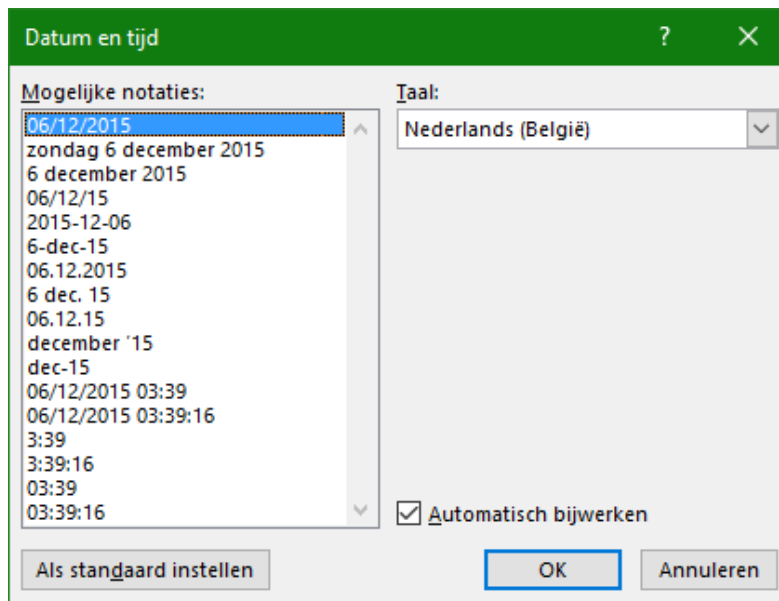 Datum en tijd
Mogelijke notaties:
06/12/2015
zondag 6 december 2015
6 december 2015
06/12/15
2015-12-06
6-dec-15
06.12.2015
6 dec. 15
06.12.15
december '15
dec-15
06/12/2015 03:39
06/12/2015 03:39:16
3:39
3:39:16
03:39
03:39:16
Taal:
Nederlands (België)
Automatisch bijwerken
Als standaard instellen
OK
Annuleren